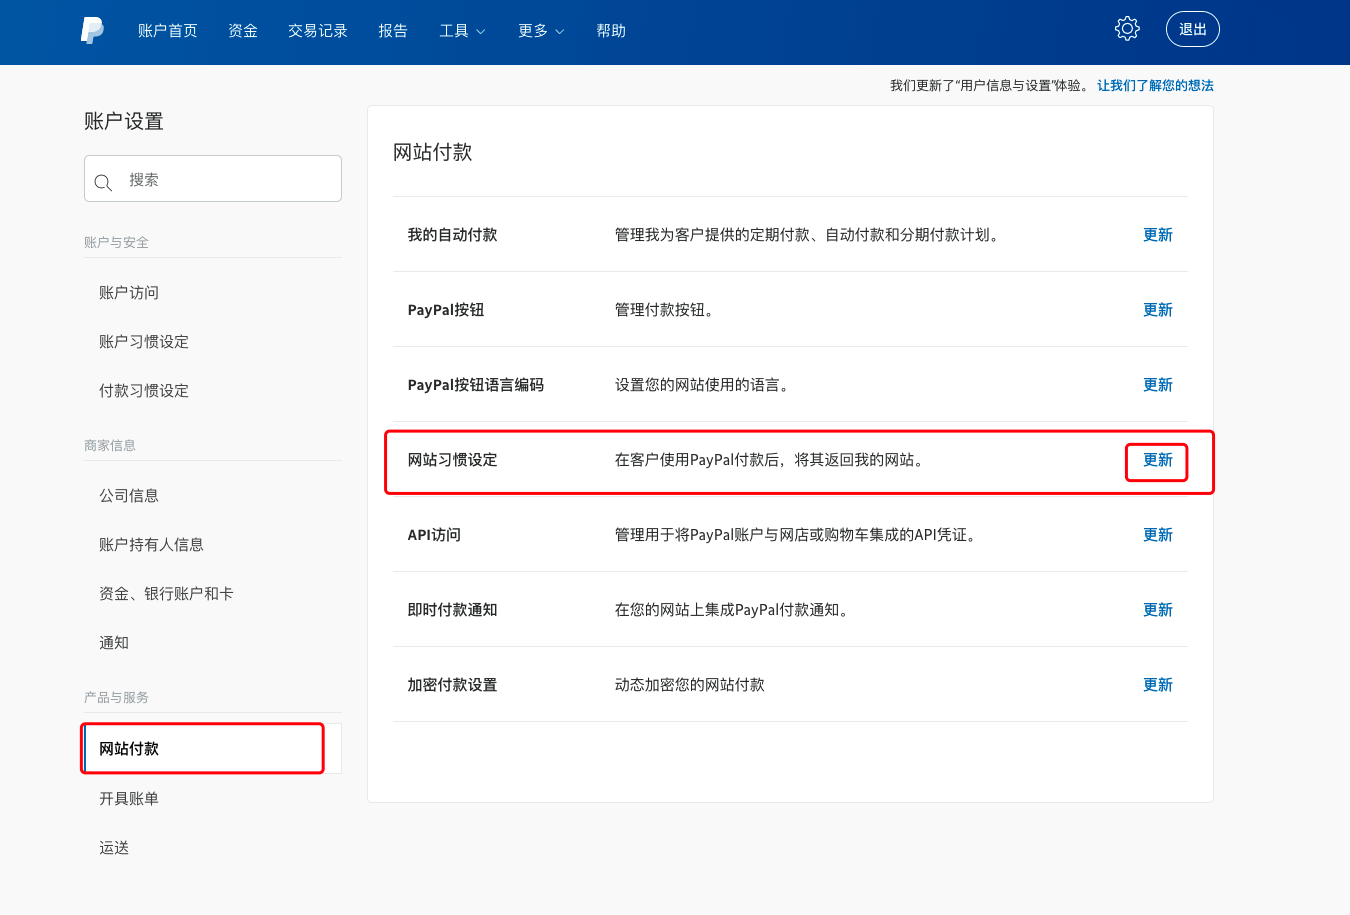 账户首页 资金 交易记录 报告 工具 更多 帮助 退出
我们更新了“用户信息与设置”体验。 让我们了解您的想法
账户设置
搜索
账户与安全
账户访问
账户习惯设定
付款习惯设定
商家信息
公司信息
账户持有人信息
资金、银行账户和卡
通知
产品与服务
网站付款
开具账单
运送
网站付款
我的自动付款 管理我为客户提供的定期付款、自动付款和分期付款计划。 更新
PayPal按钮 管理付款按钮。 更新
PayPal按钮语言编码 设置您的网站使用的语言。 更新
网站习惯设定 在客户使用PayPal付款后，将其返回我的网站。 更新
API访问 管理用于将PayPal账户与网店或购物车集成的API凭证。 更新
即时付款通知 在您的网站上集成PayPal付款通知。 更新
加密付款设置 动态加密您的网站付款 更新